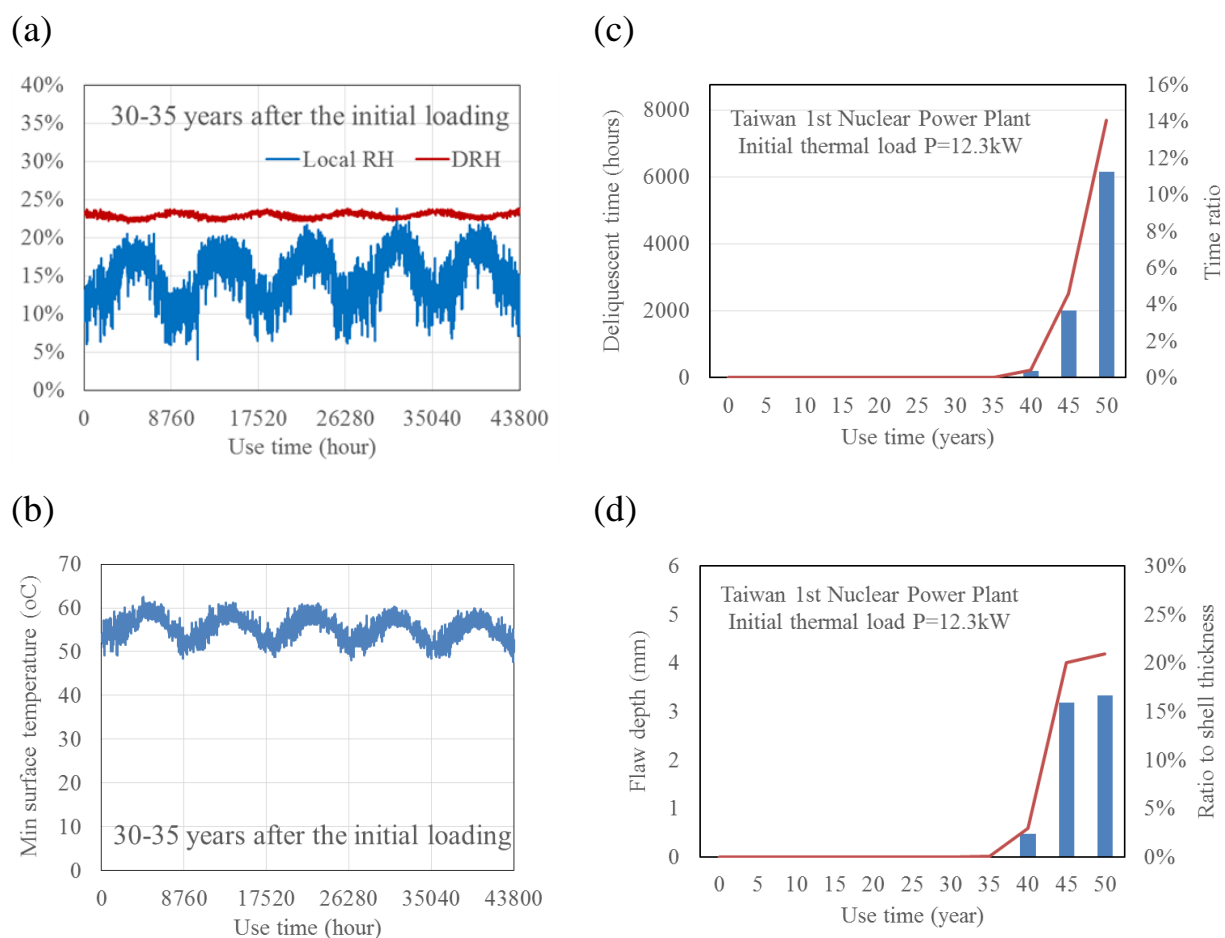 (a)
40%
35%
30%
25%
20%
15%
10%
5%
0%
30-35 years after the initial loading
Local RH
DRH
0 8760 17520 26280 35040 43800
Use time (hour)
(c)
Deliquescent time (hours)
8000
6000
4000
2000
0
Taiwan 1st Nuclear Power Plant
Initial thermal load P=12.3kW
16%
14%
12%
10%
8%
6%
4%
2%
0%
Time ratio
0 5 10 15 20 25 30 35 40 45 50
Use time (years)
(b)
Min surface temperature (oC)
70
60
50
40
30
20
10
0
30-35 years after the initial loading
0 8760 17520 26280 35040 43800
Use time (hour)
(d)
Flaw depth (mm)
6
5
4
3
2
1
0
Taiwan 1st Nuclear Power Plant
Initial thermal load P=12.3kW
30%
25%
20%
15%
10%
5%
0%
Ratio to shell thickness
0 5 10 15 20 25 30 35 40 45 50
Use time (year)